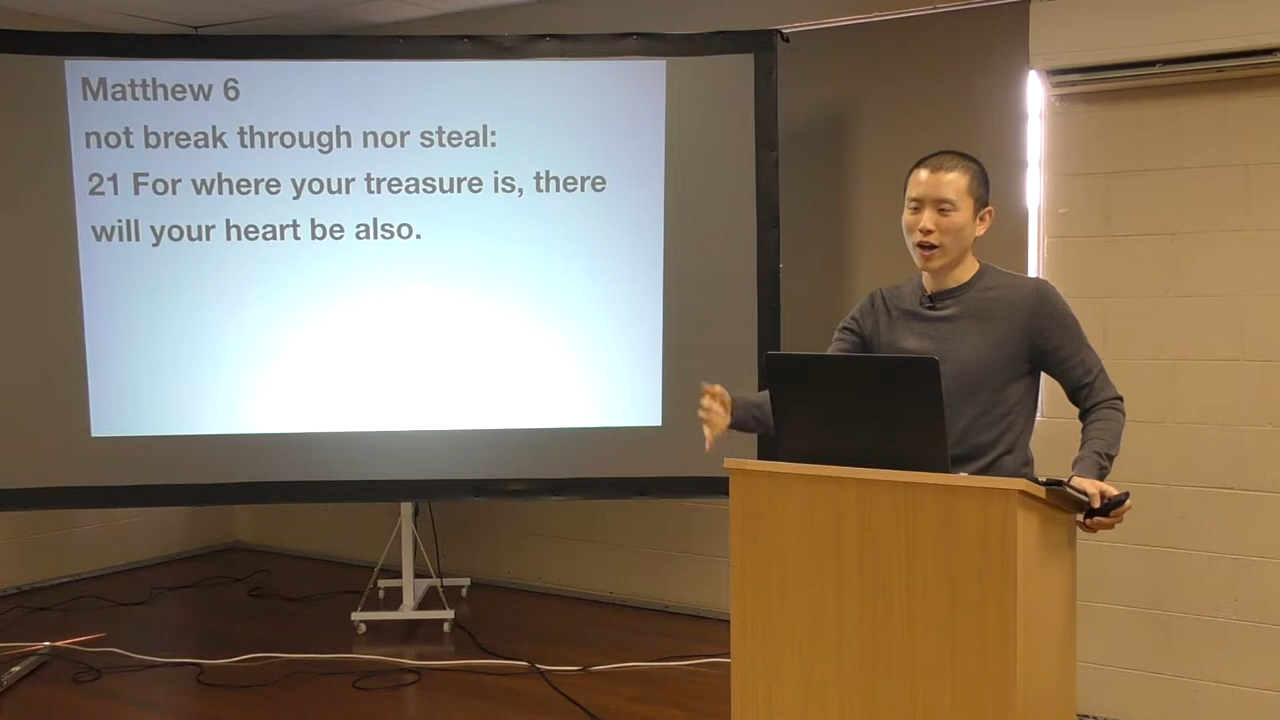 Matthew 6
not break through nor steal:
21 For where your treasure is, there
will your heart be also.